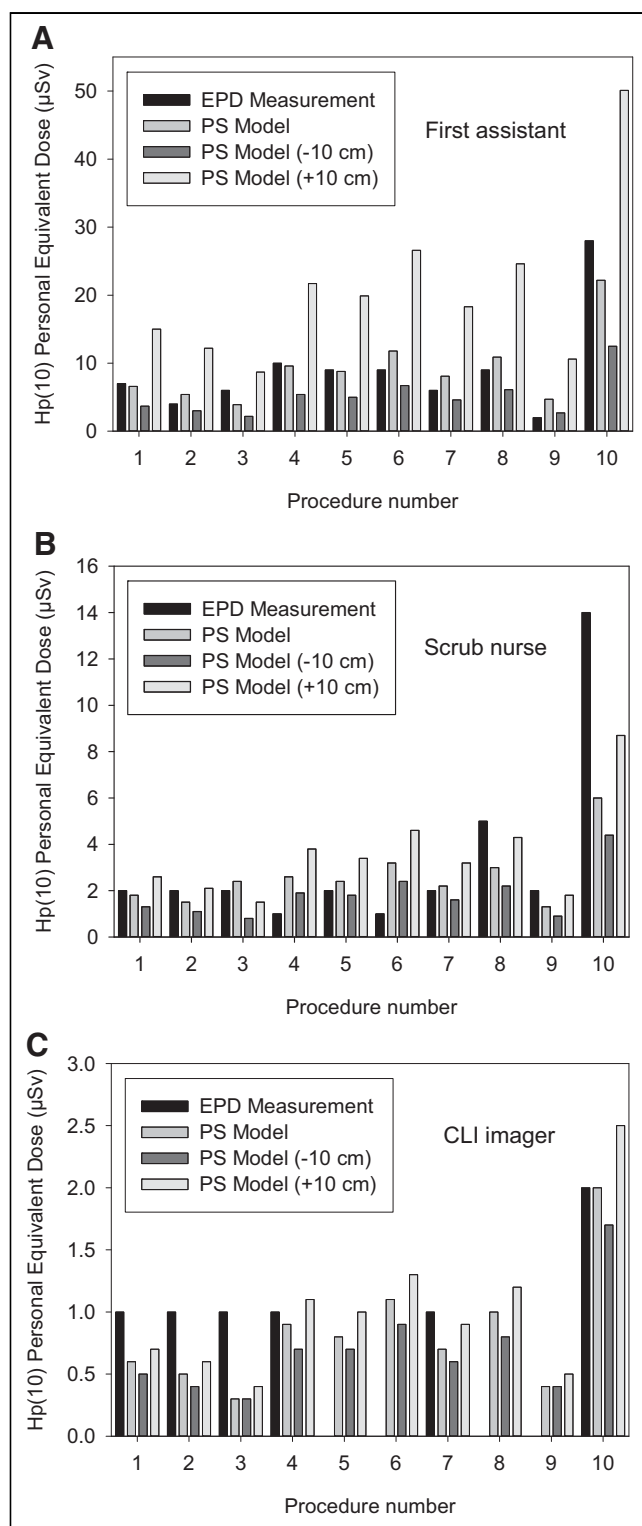 A
Hp(10) Personal Equivalent Dose (µSv)
50
40
30
20
10
0
EPD Measurement
PS Model
PS Model (-10 cm)
PS Model (+10 cm)
First assistant
1 2 3 4 5 6 7 8 9 10
Procedure number
B
Hp(10) Personal Equivalent Dose (µSv)
16
14
12
10
8
6
4
2
0
EPD Measurement
PS Model
PS Model (-10 cm)
PS Model (+10 cm)
Scrub nurse
1 2 3 4 5 6 7 8 9 10
Procedure number
C
Hp(10) Personal Equivalent Dose (µSv)
3.0
2.5
2.0
1.5
1.0
0.5
0.0
EPD Measurement
PS Model
PS Model (-10 cm)
PS Model (+10 cm)
CLI imager
1 2 3 4 5 6 7 8 9 10
Procedure number